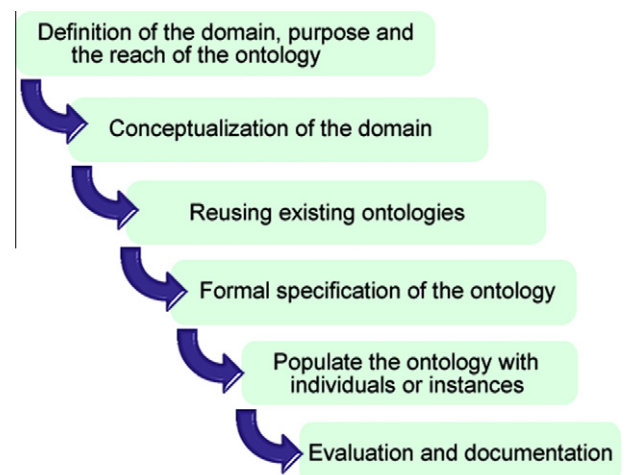 Definition of the domain, purpose and
the reach of the ontology
Conceptualization of the domain
Reusing existing ontologies
Formal specification of the ontology
Populate the ontology with
individuals or instances
Evaluation and documentation